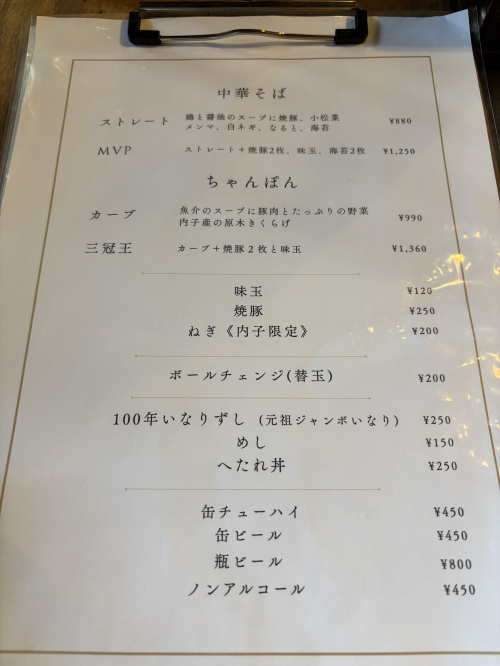 中華そば
ストレート 鶏と醤油のスープに焼豚、小松菜 ¥880
メンマ、白ネギ、なると、海苔
MVP ストレート+焼豚2枚、味玉、海苔2枚 ¥1,250
ちゃんぽん
カーブ 魚介のスープに豚肉とたっぷりの野菜 ¥990
内子産の原木きくらげ
三冠王 カーブ+焼豚2枚と味玉 ¥1,360
味玉 ¥120
焼豚 ¥250
ねぎ《内子限定》 ¥200
ボールチェンジ(替玉) ¥200
100年いなりずし (元祖ジャンボいなり) ¥250
めし ¥150
へたれ丼 ¥250
缶チューハイ ¥450
缶ビール ¥450
瓶ビール ¥800
ノンアルコール ¥450